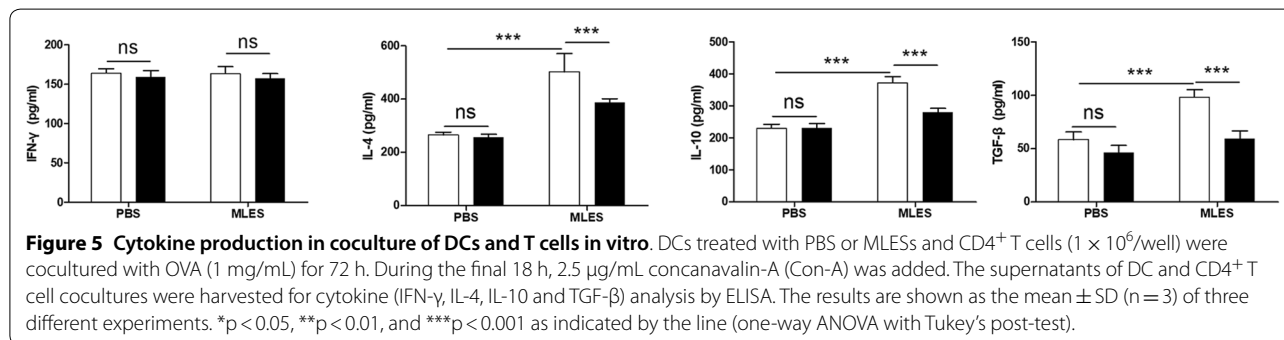 IFN-γ (pg/ml)
200
150
100
50
0
ns
ns
PBS
MLES
IL-4 (pg/ml)
600
400
200
0
ns
***
***
PBS
MLES
IL-10 (pg/ml)
500
400
300
200
100
0
ns
***
***
PBS
MLES
TGF-β (pg/ml)
150
100
50
0
ns
***
***
PBS
MLES
Figure 5 Cytokine production in coculture of DCs and T cells in vitro. DCs treated with PBS or MLESs and CD4+ T cells (1 × 10⁶/well) were
cocultured with OVA (1 mg/mL) for 72 h. During the final 18 h, 2.5 µg/mL concanavalin-A (Con-A) was added. The supernatants of DC and CD4+ T
cell cocultures were harvested for cytokine (IFN-γ, IL-4, IL-10 and TGF-β) analysis by ELISA. The results are shown as the mean ± SD (n = 3) of three
different experiments. *p < 0.05, **p < 0.01, and ***p < 0.001 as indicated by the line (one-way ANOVA with Tukey's post-test).